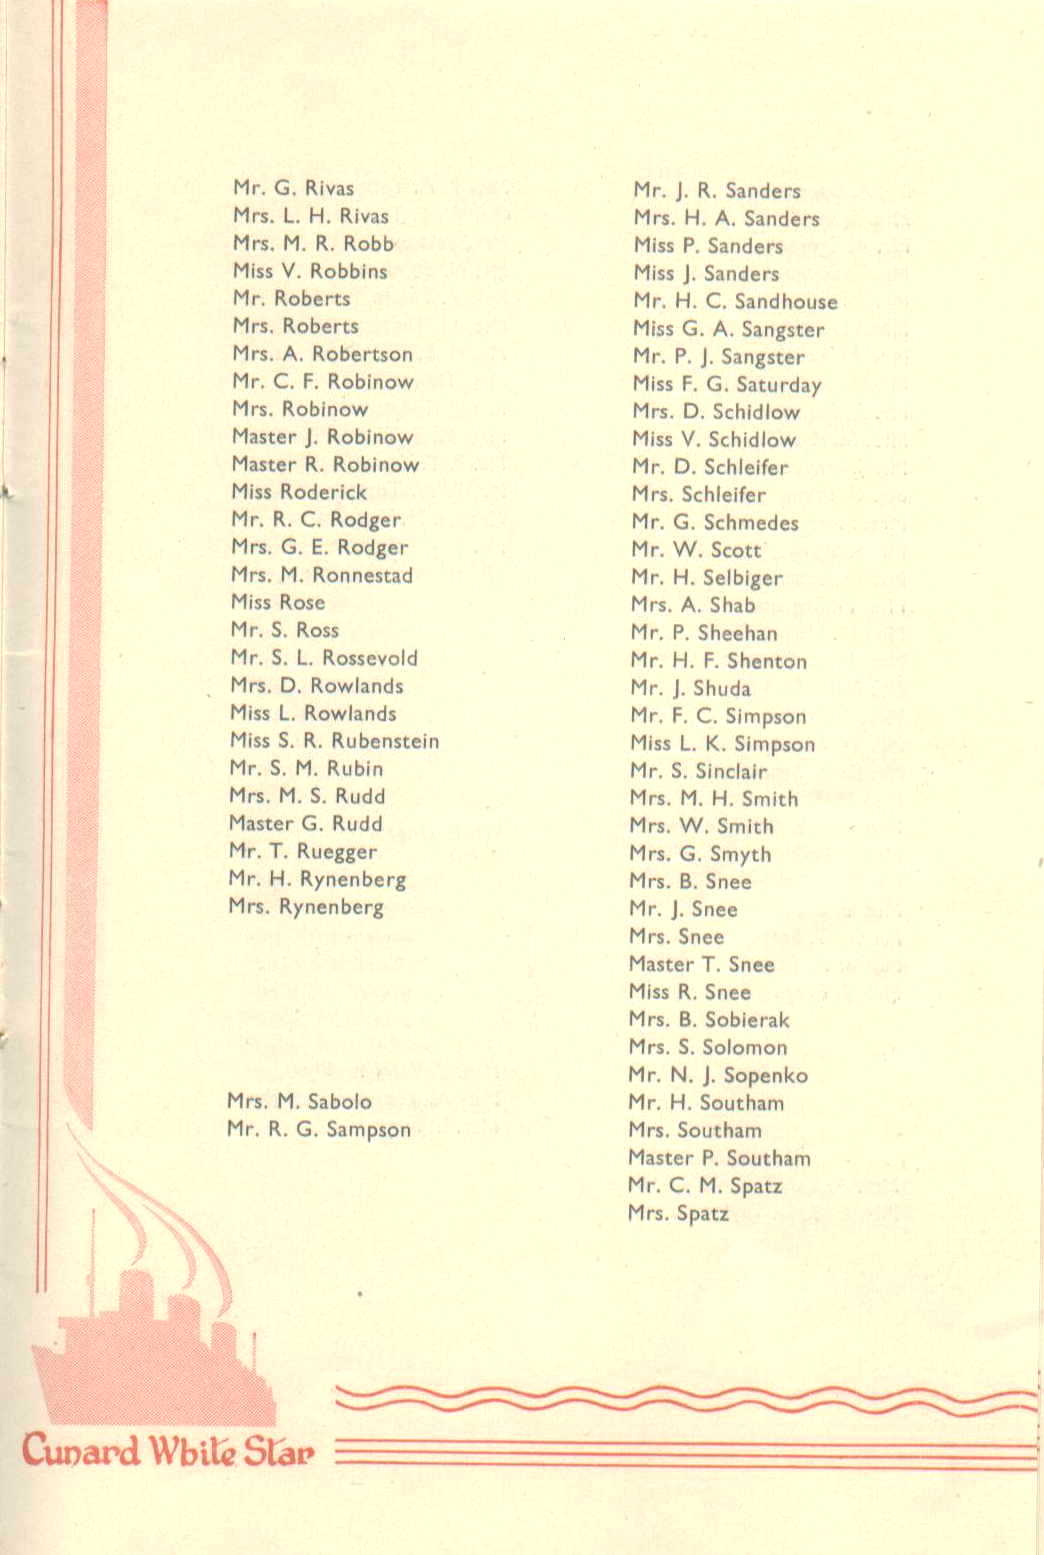 Mr. G. Rivas
Mrs. L. H. Rivas
Mrs. M. R. Robb
Miss V. Robbins
Mr. Roberts
Mrs. Roberts
Mrs. A. Robertson
Mr. C. F. Robinow
Mrs. Robinow
Master J. Robinow
Master R. Robinow
Miss Roderick
Mr. R. C. Rodger
Mrs. G. E. Rodger
Mrs. M. Ronnestad
Miss Rose
Mr. S. Ross
Mr. S. L. Rossevold
Mrs. D. Rowlands
Miss L. Rowlands
Miss S. R. Rubenstein
Mr. S. M. Rubin
Mrs. M. S. Rudd
Master G. Rudd
Mr. T. Ruegger
Mr. H. Rynenberg
Mrs. Rynenberg
Mrs. M. Sabolo
Mr. R. G. Sampson
Mr. J. R. Sanders
Mrs. H. A. Sanders
Miss P. Sanders
Miss J. Sanders
Mr. H. C. Sandhouse
Miss G. A. Sangster
Mr. P. J. Sangster
Miss F. G. Saturday
Mrs. D. Schidlow
Miss V. Schidlow
Mr. D. Schleifer
Mrs. Schleifer
Mr. G. Schmedes
Mr. W. Scott
Mr. H. Selbiger
Mrs. A. Shab
Mr. P. Sheehan
Mr. H. F. Shenton
Mr. J. Shuda
Mr. F. C. Simpson
Miss L. K. Simpson
Mr. S. Sinclair
Mrs. M. H. Smith
Mrs. W. Smith
Mrs. G. Smyth
Mrs. B. Snee
Mr. J. Snee
Mrs. Snee
Master T. Snee
Miss R. Snee
Mrs. B. Sobierak
Mrs. S. Solomon
Mr. N. J. Sopenko
Mr. H. Southam
Mrs. Southam
Master P. Southam
Mr. C. M. Spatz
Mrs. Spatz
Cunard White Star